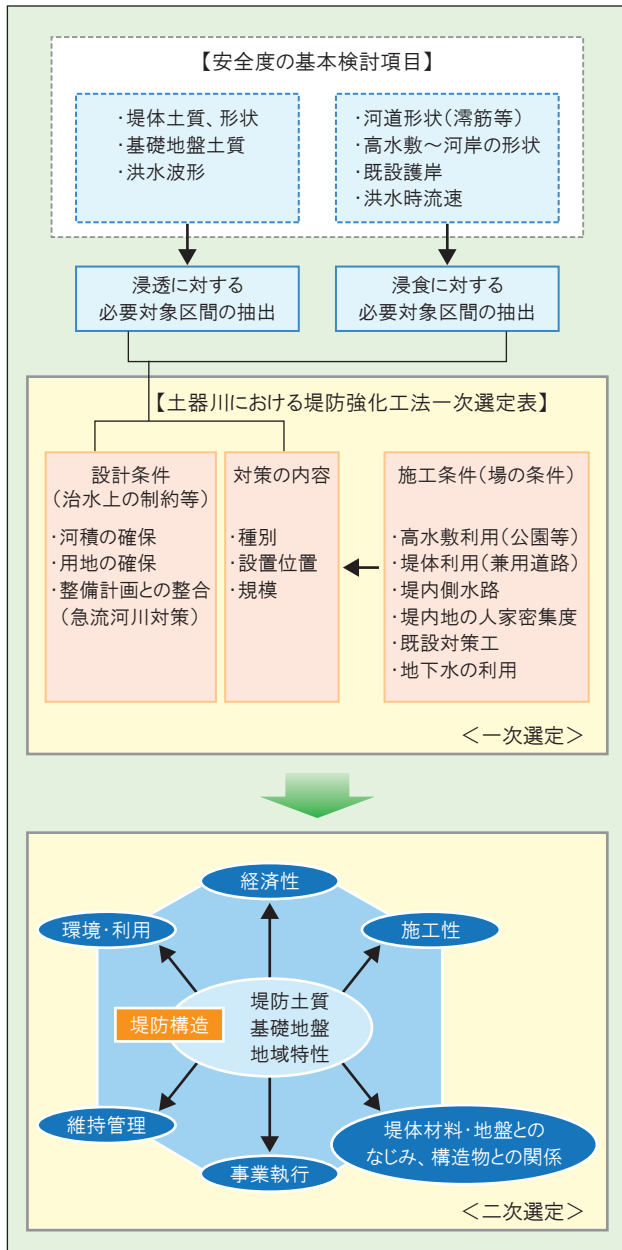 【安全度の基本検討項目】
・堤体土質、形状
・基礎地盤土質
・洪水波形
・河道形状(澪筋等)
・高水敷～河岸の形状
・既設護岸
・洪水時流速
浸透に対する
必要対象区間の抽出
浸食に対する
必要対象区間の抽出
【土器川における堤防強化工法一次選定表】
設計条件
(治水上の制約等)
・河積の確保
・用地の確保
・整備計画との整合
(急流河川対策)
対策の内容
・種別
・設置位置
・規模
施工条件(場の条件)
・高水敷利用(公園等)
・堤体利用(兼用道路)
・堤内側水路
・堤内地の人家密集度
・既設対策工
・地下水の利用
＜一次選定＞
経済性
環境・利用
施工性
堤防構造
堤防土質
基礎地盤
地域特性
維持管理
事業執行
堤体材料・地盤との
なじみ、構造物との関係
＜二次選定＞